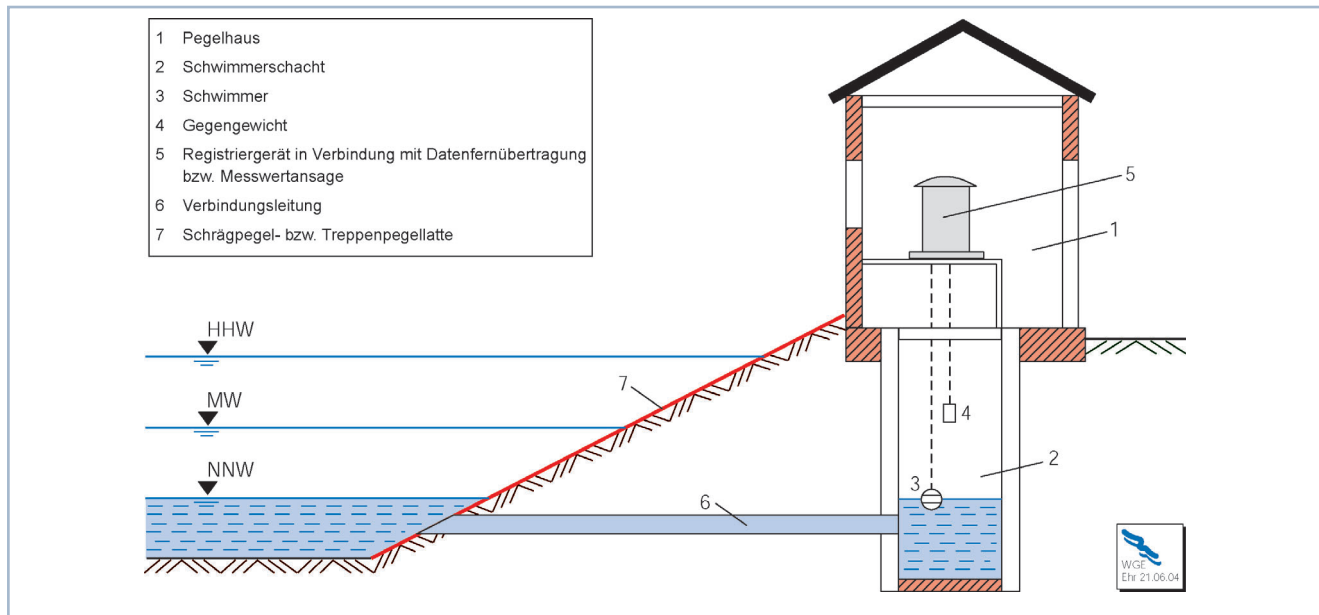 1 Pegelhaus
2 Schwimmerschacht
3 Schwimmer
4 Gegengewicht
5 Registriergerät in Verbindung mit Datenfernübertragung
bzw. Messwertansage
6 Verbindungsleitung
7 Schrägpegel- bzw. Treppenpegellatte
5
1
HHW
7
MW
4
2
NNW
3
6
WGE
Ehr 21.06.04